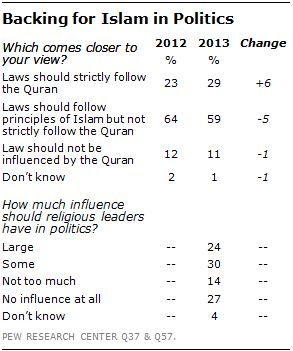 Backing for Islam in Politics
Which comes closer to your view? 2012 2013 Change
% %
Laws should strictly follow the Quran 23 29 +6
Laws should follow principles of Islam but not strictly follow the Quran 64 59 -5
Law should not be influenced by the Quran 12 11 -1
Don't know 2 1 -1
How much influence should religious leaders have in politics?
Large -- 24 --
Some -- 30 --
Not too much -- 14 --
No influence at all -- 27 --
Don't know -- 4 --
PEW RESEARCH CENTER Q37 & Q57.